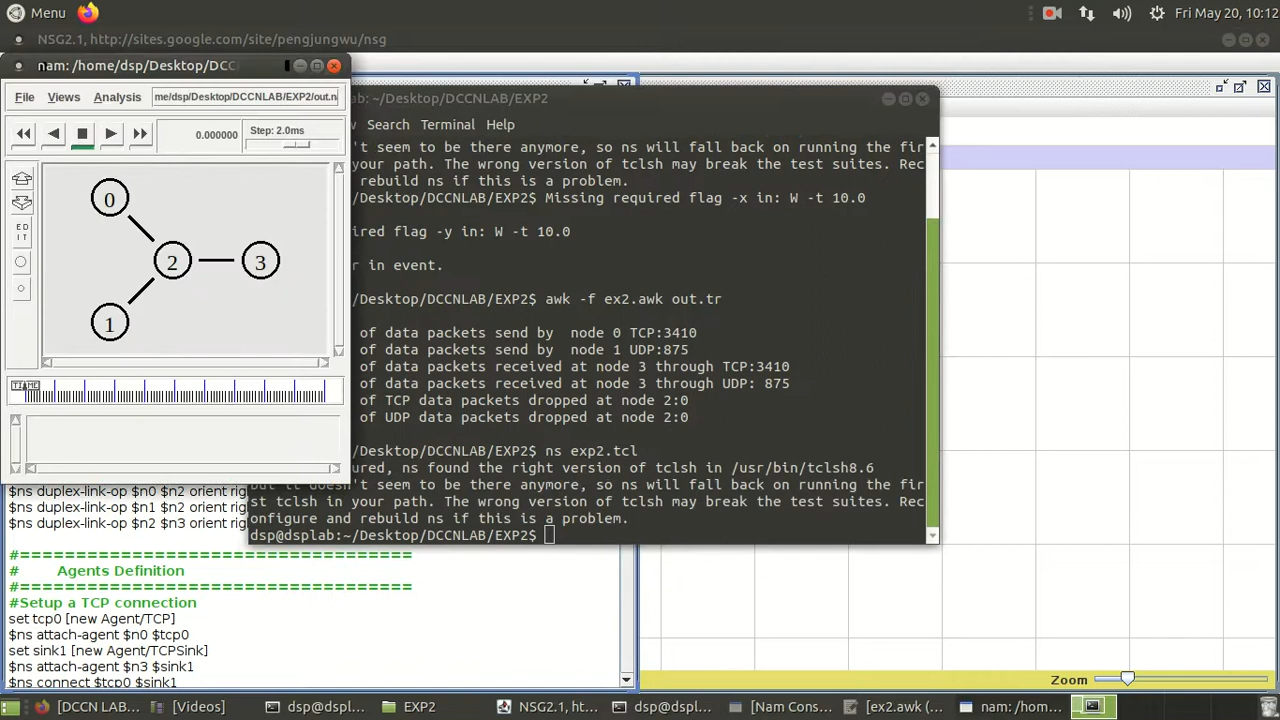 Menu
Fri May 20, 10:12
NSG2.1, http://sites.google.com/site/pengjungwu/nsg
nam: /home/dsp/Desktop/DCC
File Views Analysis
me/dsp/Desktop/DCCNLAB/EXP2/out.n
0.000000
Step: 2.0ms
ED
IT
0
2
3
1
TIME
lab: ~/Desktop/DCCNLAB/EXP2
Search Terminal Help
't seem to be there anymore, so ns will fall back on running the fir
your path. The wrong version of tclsh may break the test suites. Rec
rebuild ns if this is a problem.
/Desktop/DCCNLAB/EXP2$ Missing required flag -x in: W -t 10.0
ired flag -y in: W -t 10.0
r in event.
/Desktop/DCCNLAB/EXP2$ awk -f ex2.awk out.tr
of data packets send by  node 0 TCP:3410
of data packets send by  node 1 UDP:875
of data packets received at node 3 through TCP:3410
of data packets received at node 3 through UDP: 875
of TCP data packets dropped at node 2:0
of UDP data packets dropped at node 2:0
/Desktop/DCCNLAB/EXP2$ ns exp2.tcl
ured, ns found the right version of tclsh in /usr/bin/tclsh8.6
but it doesn't seem to be there anymore, so ns will fall back on running the fir
st tclsh in your path. The wrong version of tclsh may break the test suites. Rec
onfigure and rebuild ns if this is a problem.
dsp@dsplab:~/Desktop/DCCNLAB/EXP2$
$ns duplex-link-op $n0 $n2 orient rig
$ns duplex-link-op $n1 $n2 orient rig
$ns duplex-link-op $n2 $n3 orient rig
#===================================
# Agents Definition
#===================================
#Setup a TCP connection
set tcp0 [new Agent/TCP]
$ns attach-agent $n0 $tcp0
set sink1 [new Agent/TCPSink]
$ns attach-agent $n3 $sink1
$ns connect $tcp0 $sink1
Zoom
[DCCN LAB...
[Videos]
dsp@dspl...
EXP2
NSG2.1, ht...
dsp@dspl...
[Nam Cons...
[ex2.awk (...
nam: /hom...